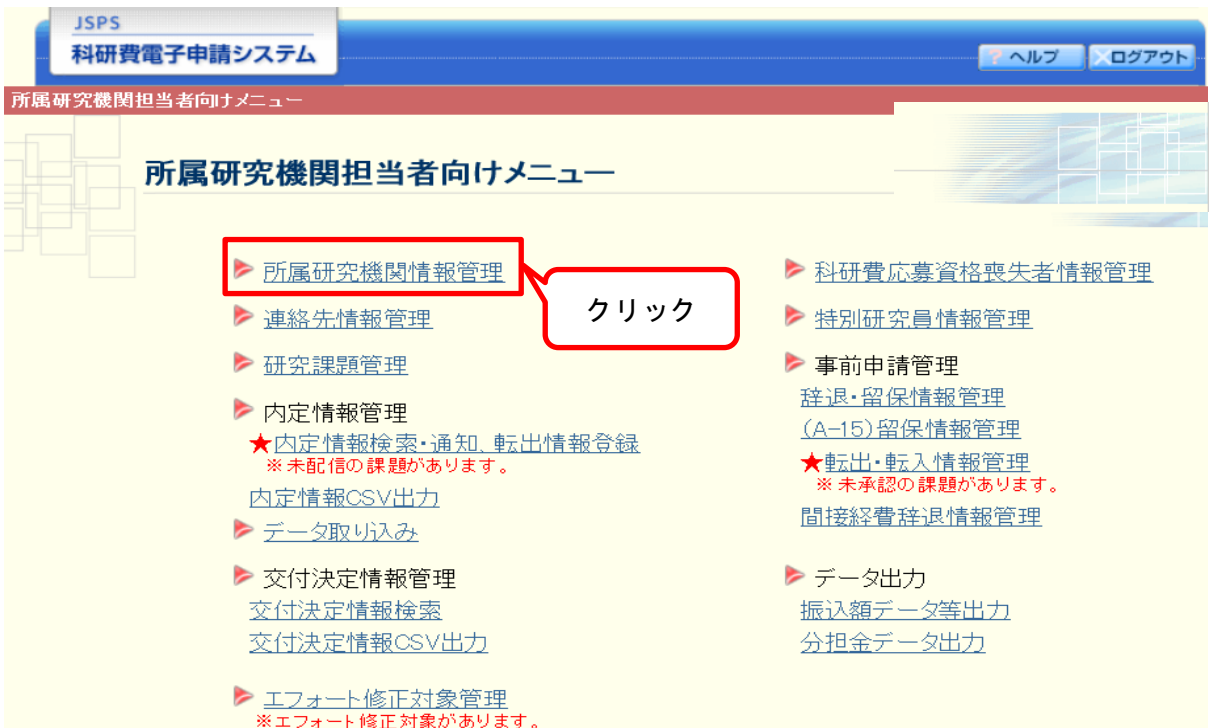 JSPS
科研費電子申請システム
? ヘルプ
ログアウト
所属研究機関担当者向けメニュー
所属研究機関担当者向けメニュー
所属研究機関情報管理
クリック
連絡先情報管理
研究課題管理
内定情報管理
★内定情報検索・通知、転出情報登録
※未配信の課題があります。
内定情報CSV出力
データ取り込み
交付決定情報管理
交付決定情報検索
交付決定情報CSV出力
エフォート修正対象管理
※エフォート修正対象があります。
科研費応募資格喪失者情報管理
特別研究員情報管理
事前申請管理
辞退・留保情報管理
(A-15)留保情報管理
★転出・転入情報管理
※未承認の課題があります。
間接経費辞退情報管理
データ出力
振込額データ等出力
分担金データ出力